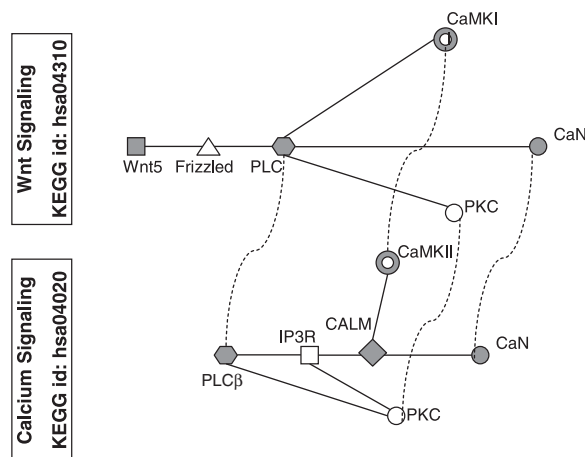 Wnt Signaling
KEGG id: hsa04310
CaMKII
Wnt5
Frizzled
PLC
CaN
PKC
Calcium Signaling
KEGG id: hsa04020
CaMKII
CALM
IP3R
CaN
PLCβ
PKC